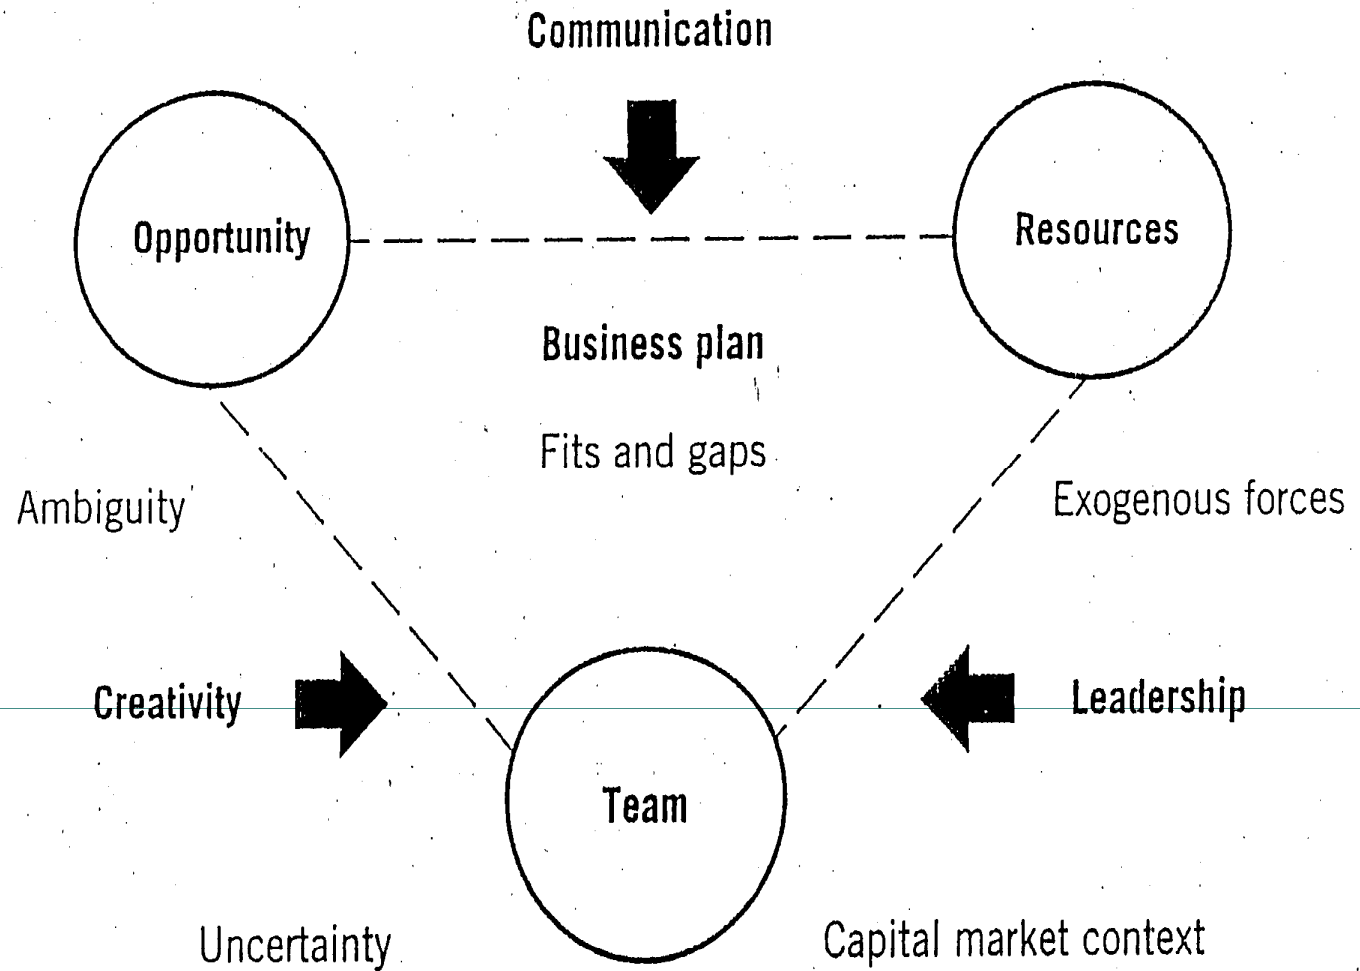 Communication
Opportunity
Resources
Business plan
Fits and gaps
Ambiguity
Exogenous forces
Creativity
Leadership
Team
Uncertainty
Capital market context